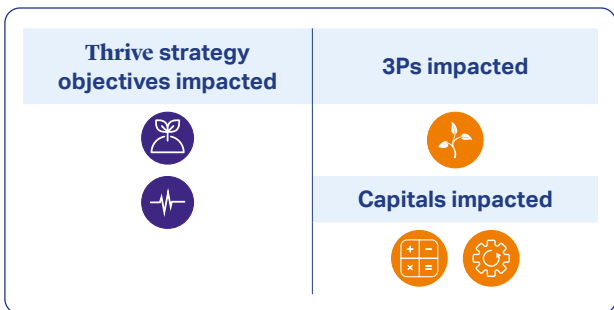 Thrive strategy
objectives impacted
3Ps impacted
Capitals impacted